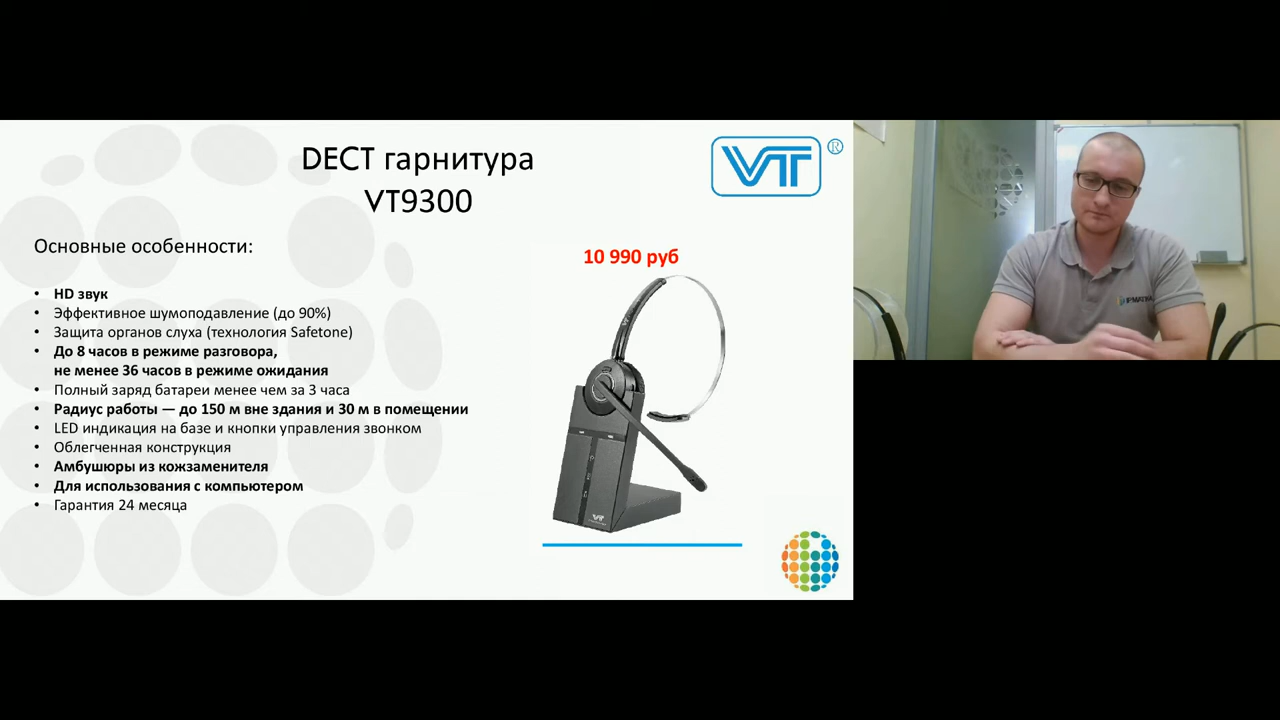 DECT гарнитура
VT9300
VT
®
Основные особенности:
10 990 руб
• HD звук
• Эффективное шумоподавление (до 90%)
• Защита органов слуха (технология Safetone)
• До 8 часов в режиме разговора,
не менее 36 часов в режиме ожидания
• Полный заряд батареи менее чем за 3 часа
• Радиус работы — до 150 м вне здания и 30 м в помещении
• LED индикация на базе и кнопки управления звонком
• Облегченная конструкция
• Амбушюры из кожзаменителя
• Для использования с компьютером
• Гарантия 24 месяца
VT